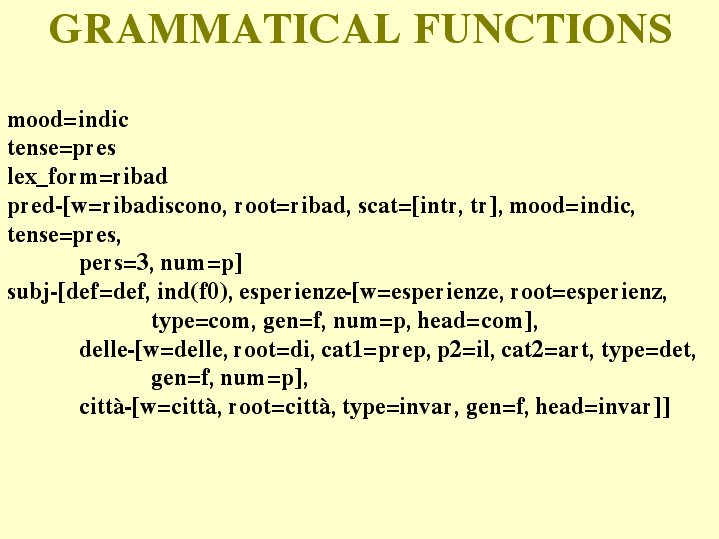 GRAMMATICAL FUNCTIONS
mood=indic
tense=pres
lex_form=ribad
pred-[w=ribadiscono, root=ribad, scat=[intr, tr], mood=indic,
tense=pres,
pers=3, num=p]
subj-[def=def, ind(f0), esperienze-[w=esperienze, root=esperienz,
type=com, gen=f, num=p, head=com],
delle-[w=delle, root=di, cat1=prep, p2=il, cat2=art, type=det,
gen=f, num=p],
città-[w=città, root=città, type=invar, gen=f, head=invar]]